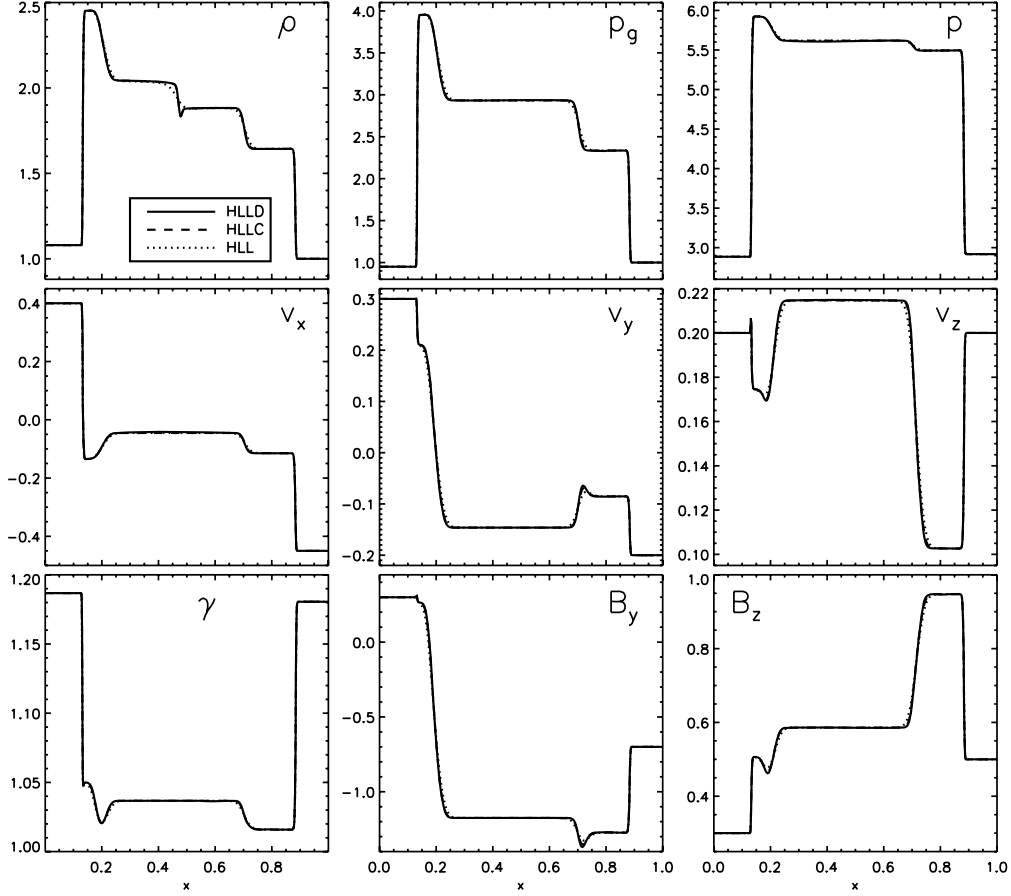 ρ
2.5
2.0
1.5
1.0
HLLD
HLLC
HLL
p_g
4.0
3.5
3.0
2.5
2.0
1.5
1.0
p
6.0
5.5
5.0
4.5
4.0
3.5
3.0
v_x
0.4
0.2
0.0
−0.2
−0.4
v_y
0.3
0.2
0.1
0.0
−0.1
−0.2
v_z
0.22
0.20
0.18
0.16
0.14
0.12
0.10
γ
1.20
1.15
1.10
1.05
1.00
0.2 0.4 0.6 0.8
x
B_y
0.0
−0.5
−1.0
0.0 0.2 0.4 0.6 0.8 1.0
x
B_z
1.0
0.8
0.6
0.4
0.0 0.2 0.4 0.6 0.8 1.0
x